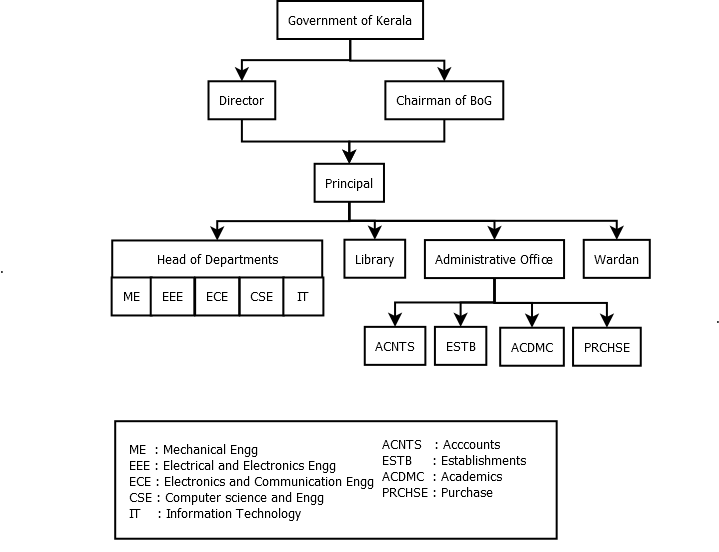 Government of Kerala
Director
Chairman of BoG
Principal
Head of Departments
Library
Administrative Office
Wardan
ME
EEE
ECE
CSE
IT
ACNTS
ESTB
ACDMC
PRCHSE
ME : Mechanical Engg
EEE : Electrical and Electronics Engg
ECE : Electronics and Communication Engg
CSE : Computer science and Engg
IT : Information Technology
ACNTS : Acccounts
ESTB : Establishments
ACDMC : Academics
PRCHSE : Purchase